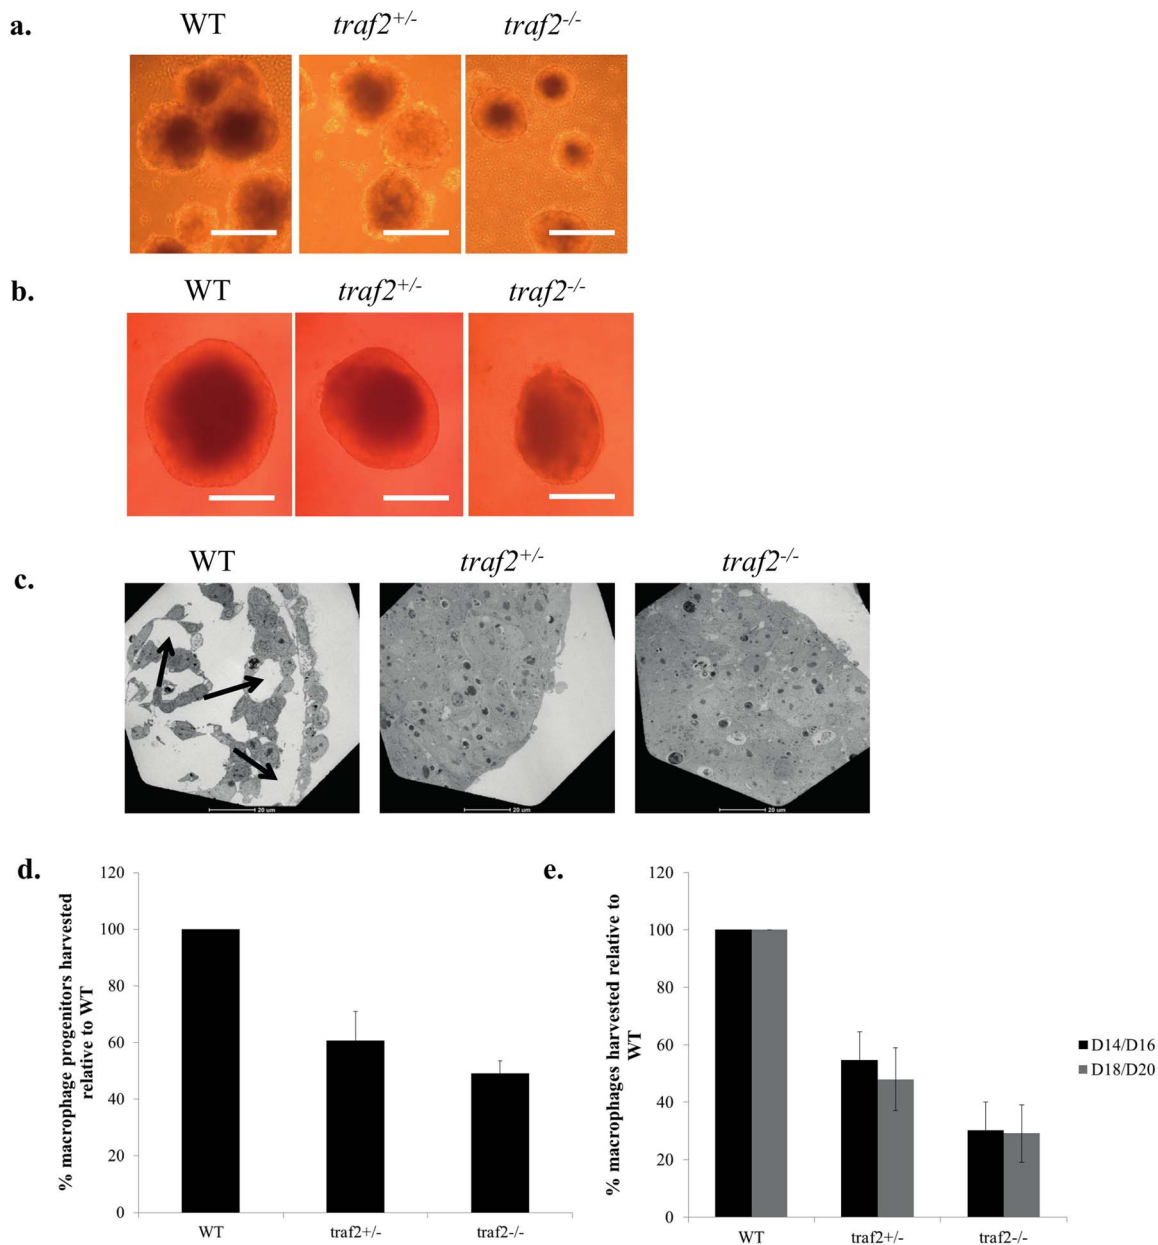 a.
WT traf2+/- traf2-/-
b.
WT traf2+/- traf2-/-
c.
WT traf2+/- traf2-/-
20 um
20 um
20 um
d.
% macrophage progenitors harvested
relative to WT
120
100
80
60
40
20
0
WT traf2+/- traf2-/-
e.
% macrophages harvested relative to
WT
120
100
80
60
40
20
0
WT traf2+/- traf2-/-
D14/D16
D18/D20